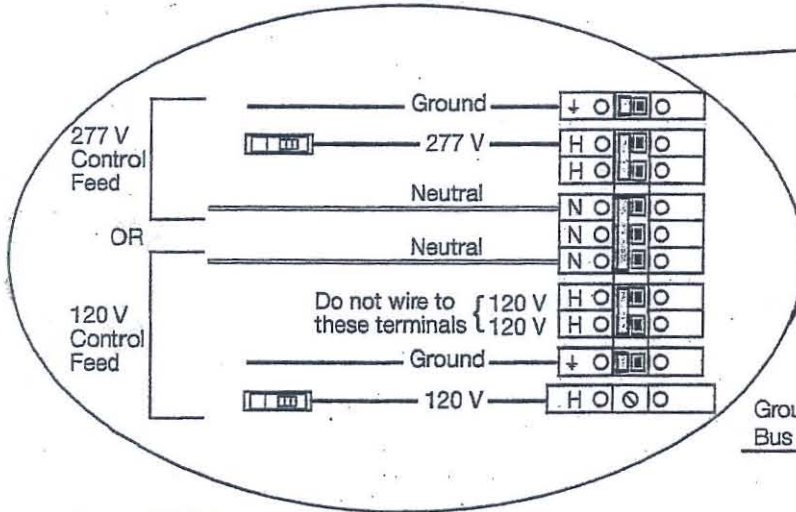 Ground
277 V
277 V
Control
Feed
H
H
Neutral
N
OR
N
Neutral
N
Do not wire to
these terminals { 120 V
120 V
H
H
120 V
Control
Feed
Ground
120 V
H
Bus